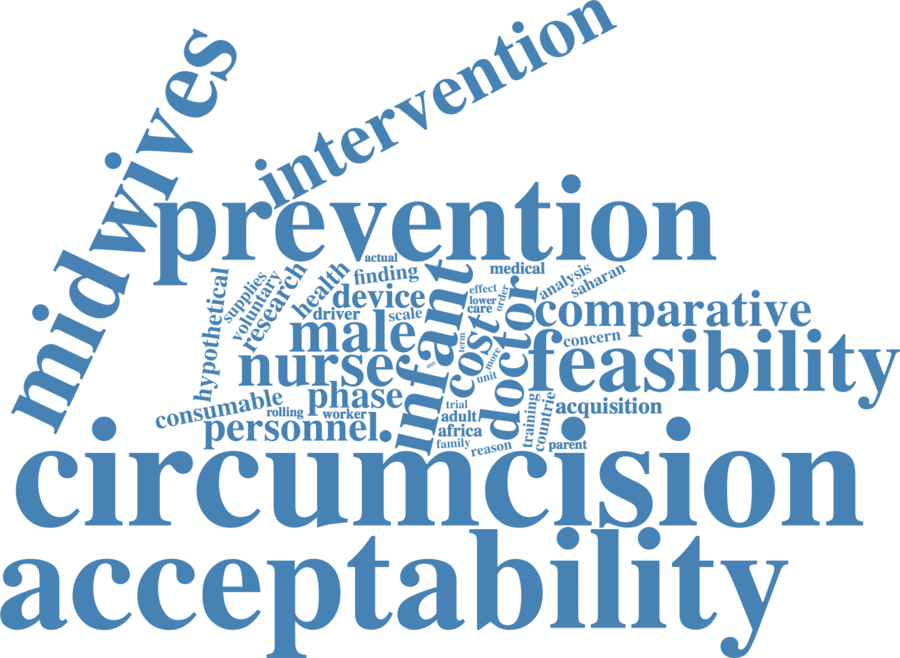 midwives
intervention
prevention
actual
medical
hypothetical
supplies
voluntary
research
health
finding
device
driver
scale
male
nurse
infant
effect
lower
care
order
analysis
saharan
comparative
concern
feasibility
cost
term
more
unit
doctor
phase
consumable
rolling
worker
personnel
trial
adult
africa
family
reason
training
countrie
acquisition
parent
circumcision
acceptability